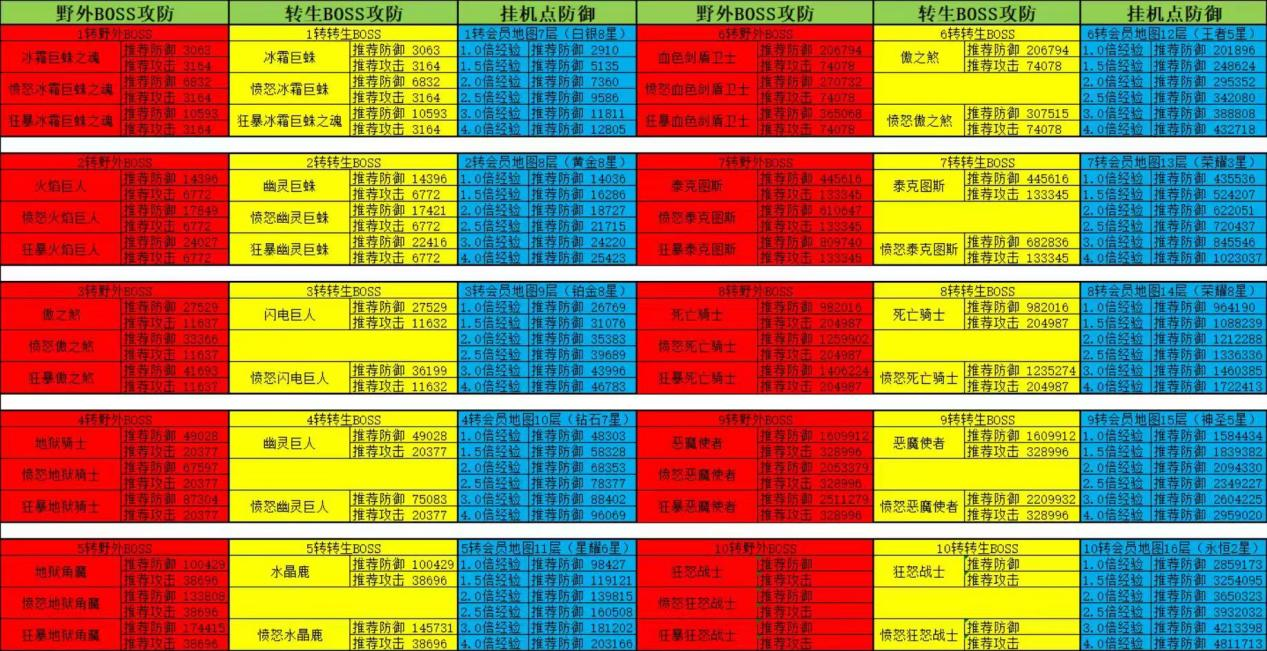 野外BOSS攻防 转生BOSS攻防 挂机点防御 野外BOSS攻防 转生BOSS攻防 挂机点防御
1转野外BOSS 1转转生BOSS 1转会员地图7层（白银8星） 6转野外BOSS 6转转生BOSS 6转会员地图12层（王者5星）
冰霜巨蛛之魂 推荐防御 3063 冰霜巨蛛 推荐防御 3063 1.0倍经验 推荐防御 2910 血色剑盾卫士 推荐防御 206794 傲之煞 推荐防御 206794 1.0倍经验 推荐防御 201896
推荐攻击 3164 推荐攻击 3164 1.5倍经验 推荐防御 5135 推荐攻击 74078 推荐攻击 74078 1.5倍经验 推荐防御 248624
愤怒冰霜巨蛛之魂 推荐防御 6832 愤怒冰霜巨蛛 推荐防御 6832 2.0倍经验 推荐防御 7360 愤怒血色剑盾卫士 推荐防御 270732 2.0倍经验 推荐防御 295352
推荐攻击 3164 推荐攻击 3164 2.5倍经验 推荐防御 9586 推荐攻击 74078 2.5倍经验 推荐防御 342080
狂暴冰霜巨蛛之魂 推荐防御 10593 狂暴冰霜巨蛛之魂 推荐防御 10593 3.0倍经验 推荐防御 11811 狂暴血色剑盾卫士 推荐防御 365068 愤怒傲之煞 推荐防御 307515 3.0倍经验 推荐防御 388808
推荐攻击 3164 推荐攻击 3164 4.0倍经验 推荐防御 12805 推荐攻击 74078 推荐攻击 74078 4.0倍经验 推荐防御 432718
2转野外BOSS 2转转生BOSS 2转会员地图8层（黄金8星） 7转野外BOSS 7转转生BOSS 7转会员地图13层（荣耀3星）
火焰巨人 推荐防御 14396 幽灵巨蛛 推荐防御 14396 1.0倍经验 推荐防御 14036 泰克图斯 推荐防御 445616 泰克图斯 推荐防御 445616 1.0倍经验 推荐防御 435536
推荐攻击 6772 推荐攻击 6772 1.5倍经验 推荐防御 16286 推荐攻击 133345 推荐攻击 133345 1.5倍经验 推荐防御 524207
愤怒火焰巨人 推荐防御 17849 愤怒幽灵巨蛛 推荐防御 17421 2.0倍经验 推荐防御 18727 愤怒泰克图斯 推荐防御 610647 2.0倍经验 推荐防御 622051
推荐攻击 6772 推荐攻击 6772 2.5倍经验 推荐防御 21715 推荐攻击 133345 2.5倍经验 推荐防御 720437
狂暴火焰巨人 推荐防御 24027 狂暴幽灵巨蛛 推荐防御 22416 3.0倍经验 推荐防御 24220 狂暴泰克图斯 推荐防御 809740 愤怒泰克图斯 推荐防御 682836 3.0倍经验 推荐防御 845546
推荐攻击 6772 推荐攻击 6772 4.0倍经验 推荐防御 25423 推荐攻击 133345 推荐攻击 133345 4.0倍经验 推荐防御 1023037
3转野外BOSS 3转转生BOSS 3转会员地图9层（铂金8星） 8转野外BOSS 8转转生BOSS 8转会员地图14层（荣耀8星）
傲之煞 推荐防御 27529 闪电巨人 推荐防御 27529 1.0倍经验 推荐防御 26769 死亡骑士 推荐防御 982016 死亡骑士 推荐防御 982016 1.0倍经验 推荐防御 964190
推荐攻击 11637 推荐攻击 11632 1.5倍经验 推荐防御 31076 推荐攻击 204987 推荐攻击 204987 1.5倍经验 推荐防御 1088239
愤怒傲之煞 推荐防御 33366 2.0倍经验 推荐防御 35383 愤怒死亡骑士 推荐防御 1259902 2.0倍经验 推荐防御 1212288
推荐攻击 11637 2.5倍经验 推荐防御 39689 推荐攻击 204987 2.5倍经验 推荐防御 1336336
狂暴傲之煞 推荐防御 41693 愤怒闪电巨人 推荐防御 36199 3.0倍经验 推荐防御 43996 狂暴死亡骑士 推荐防御 1406224 愤怒死亡骑士 推荐防御 1235274 3.0倍经验 推荐防御 1460385
推荐攻击 11637 推荐攻击 11632 4.0倍经验 推荐防御 46783 推荐攻击 204987 推荐攻击 204987 4.0倍经验 推荐防御 1722413
4转野外BOSS 4转转生BOSS 4转会员地图10层（钻石7星） 9转野外BOSS 9转转生BOSS 9转会员地图15层（神圣5星）
地狱骑士 推荐防御 49028 幽灵巨人 推荐防御 49028 1.0倍经验 推荐防御 48303 恶魔使者 推荐防御 1609912 恶魔使者 推荐防御 1609912 1.0倍经验 推荐防御 1584434
推荐攻击 20377 推荐攻击 20377 1.5倍经验 推荐防御 58328 推荐攻击 328996 推荐攻击 328996 1.5倍经验 推荐防御 1839382
愤怒地狱骑士 推荐防御 67597 2.0倍经验 推荐防御 68353 愤怒恶魔使者 推荐防御 2053379 2.0倍经验 推荐防御 2094330
推荐攻击 20377 2.5倍经验 推荐防御 78377 推荐攻击 328996 2.5倍经验 推荐防御 2349227
狂暴地狱骑士 推荐防御 87304 愤怒幽灵巨人 推荐防御 75083 3.0倍经验 推荐防御 88402 狂暴恶魔使者 推荐防御 2511279 愤怒恶魔使者 推荐防御 2209932 3.0倍经验 推荐防御 2604225
推荐攻击 20377 推荐攻击 20377 4.0倍经验 推荐防御 96069 推荐攻击 328996 推荐攻击 328996 4.0倍经验 推荐防御 2959020
5转野外BOSS 5转转生BOSS 5转会员地图11层（星耀6星） 10转野外BOSS 10转转生BOSS 10转会员地图16层（永恒2星）
地狱角魔 推荐防御 100429 水晶鹿 推荐防御 100429 1.0倍经验 推荐防御 98427 狂怒战士 推荐防御 狂怒战士 推荐防御 1.0倍经验 推荐防御 2859173
推荐攻击 38696 推荐攻击 38696 1.5倍经验 推荐防御 119121 推荐攻击 推荐攻击 1.5倍经验 推荐防御 3254095
愤怒地狱角魔 推荐防御 133808 2.0倍经验 推荐防御 139815 愤怒狂怒战士 推荐防御 2.0倍经验 推荐防御 3650323
推荐攻击 38696 2.5倍经验 推荐防御 160508 推荐攻击 2.5倍经验 推荐防御 3932032
狂暴地狱角魔 推荐防御 174415 愤怒水晶鹿 推荐防御 145731 3.0倍经验 推荐防御 181202 狂暴狂怒战士 推荐防御 愤怒狂怒战士 推荐防御 3.0倍经验 推荐防御 4213398
推荐攻击 38696 推荐攻击 38696 4.0倍经验 推荐防御 203166 推荐攻击 推荐攻击 4.0倍经验 推荐防御 4811713